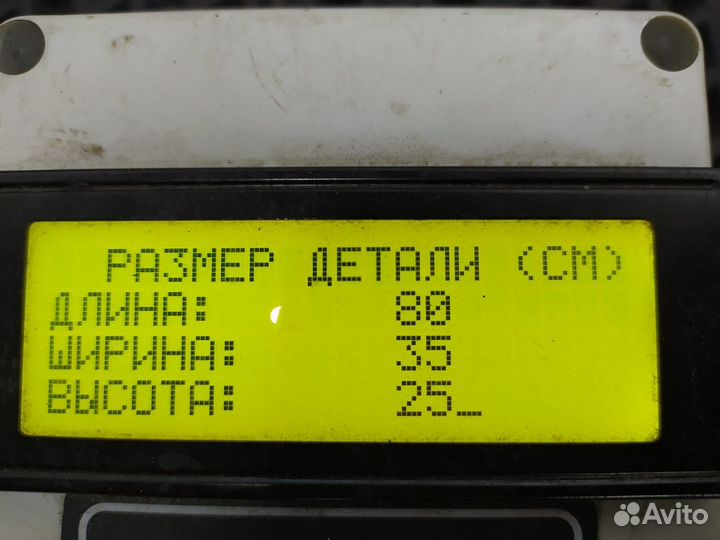 РАЗМЕР ДЕТАЛИ (СМ)
ДЛИНА: 80
ШИРИНА: 35
ВЫСОТА: 25_
Avito